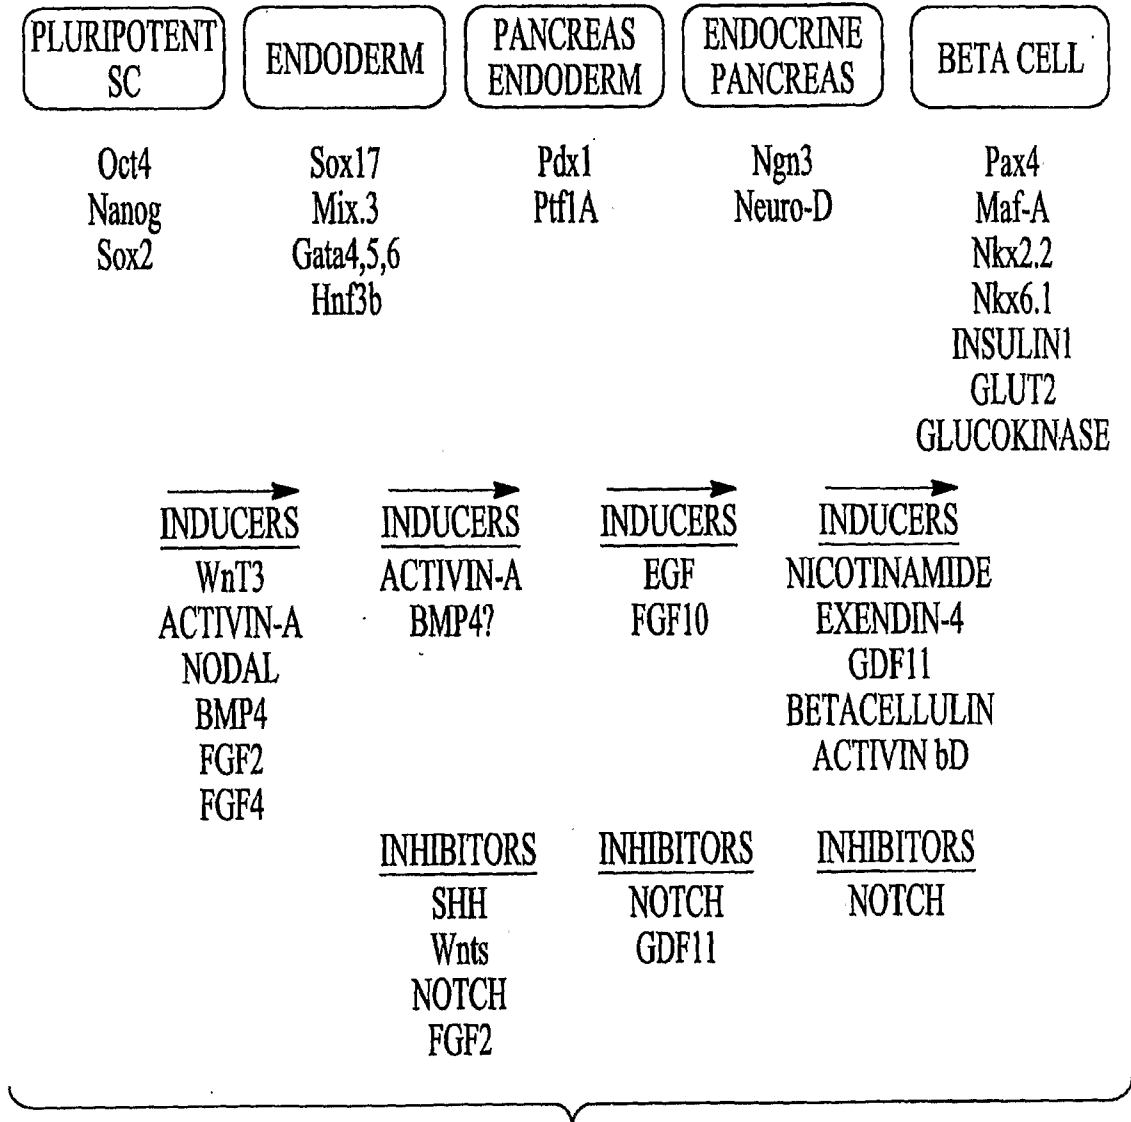 PLURIPOTENT
SC
ENDODERM
PANCREAS
ENDODERM
ENDOCRINE
PANCREAS
BETA CELL
Oct4
Nanog
Sox2
Sox17
Mix.3
Gata4,5,6
Hnf3b
Pdx1
Ptf1A
Ngn3
Neuro-D
Pax4
Maf-A
Nkx2.2
Nkx6.1
INSULIN1
GLUT2
GLUCOKINASE
INDUCERS
WnT3
ACTIVIN-A
NODAL
BMP4
FGF2
FGF4
INDUCERS
ACTIVIN-A
BMP4?
INHIBITORS
SHH
Wnts
NOTCH
FGF2
INDUCERS
EGF
FGF10
INHIBITORS
NOTCH
GDF11
INDUCERS
NICOTINAMIDE
EXENDIN-4
GDF11
BETACELLULIN
ACTIVIN bD
INHIBITORS
NOTCH